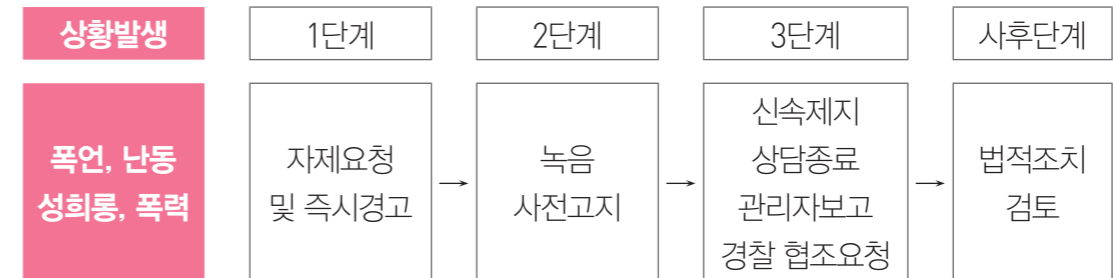 상황발생
1단계
2단계
3단계
사후단계
폭언, 난동
성희롱, 폭력
자제요청
및 즉시경고
→
녹음
사전고지
→
신속제지
상담종료
관리자보고
경찰 협조요청
→
법적조치
검토